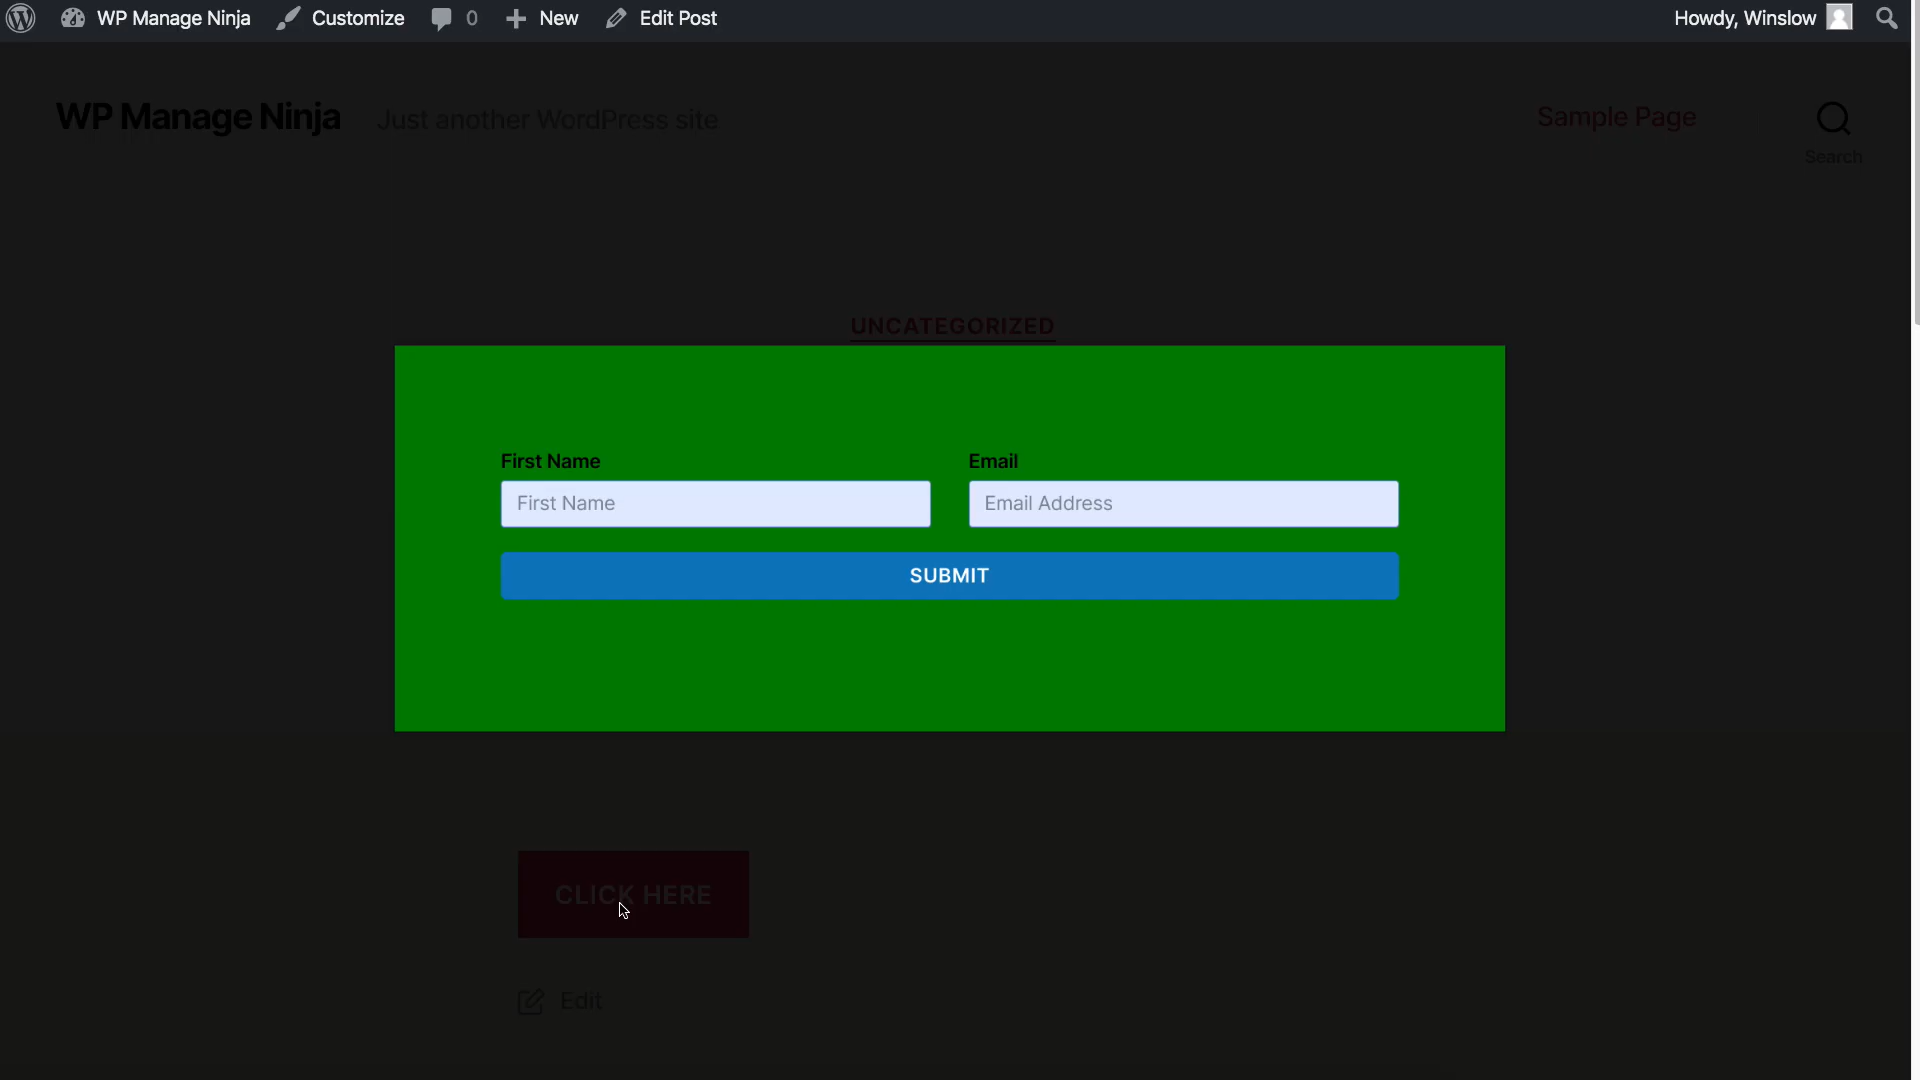 WP Manage Ninja Customize 0 New Edit Post Howdy, Winslow
WP Manage Ninja Just another WordPress site Sample Page
Search
UNCATEGORIZED
First Name Email
First Name Email Address
SUBMIT
CLICK HERE
Edit